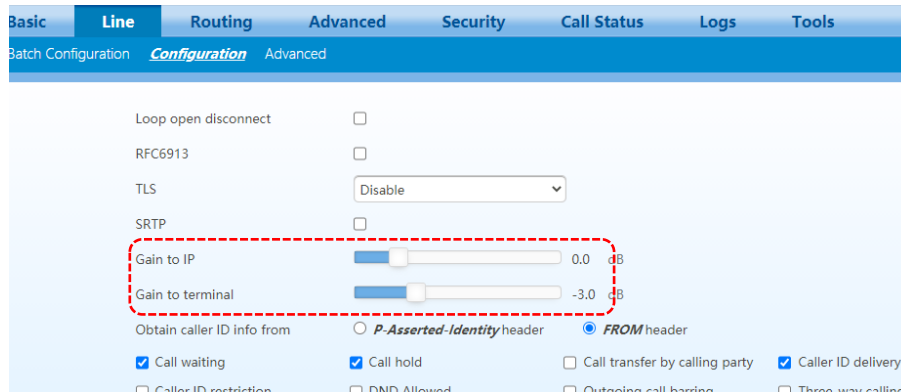 Basic Line Routing Advanced Security Call Status Logs Tools
Batch Configuration Configuration Advanced
Loop open disconnect
RFC6913
TLS Disable
SRTP
Gain to IP 0.0 dB
Gain to terminal -3.0 dB
Obtain caller ID info from P-Asserted-Identity header FROM header
Call waiting Call hold Call transfer by calling party Caller ID delivery
Caller ID restriction DND Allowed Outgoing call barring Three-way calling